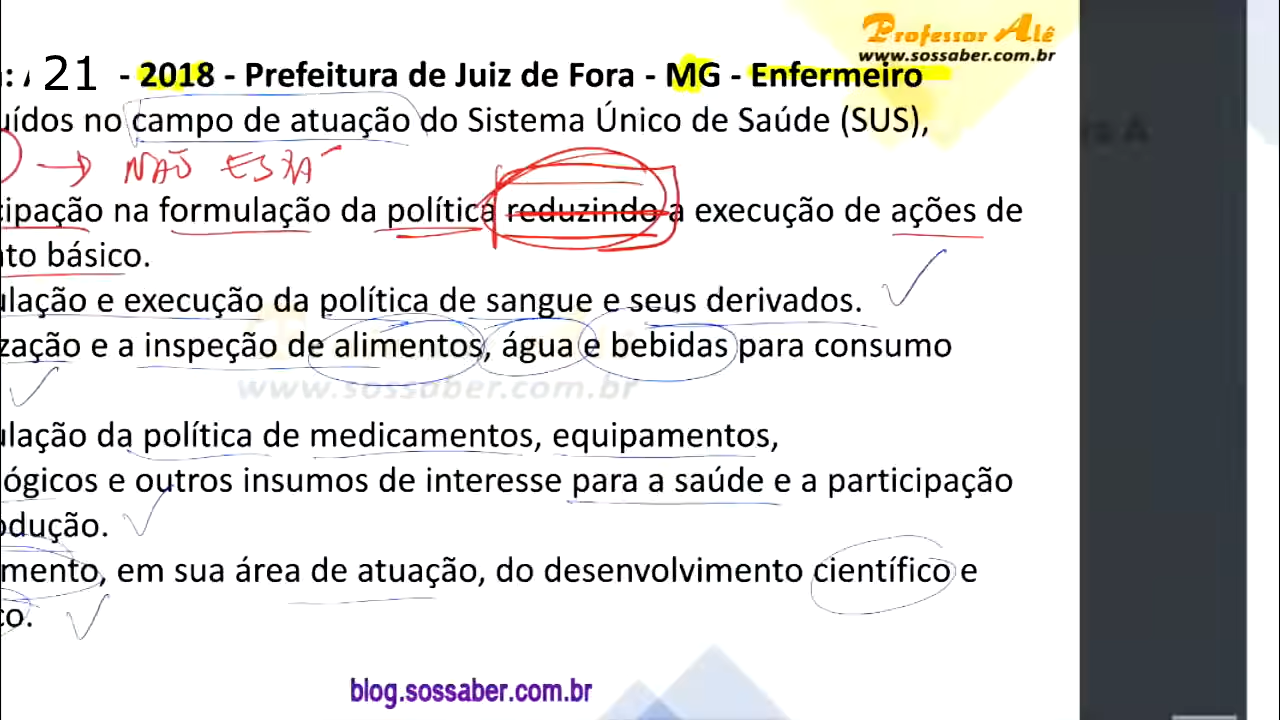 Professor Alê
www.sossaber.com.br
: 21 - 2018 - Prefeitura de Juiz de Fora - MG - Enfermeiro
uídos no campo de atuação do Sistema Único de Saúde (SUS),
→ NÃO ESTÁ
cipação na formulação da política reduzindo a execução de ações de
to básico.
ulação e execução da política de sangue e seus derivados.
zação e a inspeção de alimentos, água e bebidas para consumo
www.sossaber.com.br
ulação da política de medicamentos, equipamentos,
lógicos e outros insumos de interesse para a saúde e a participação
odução.
mento, em sua área de atuação, do desenvolvimento científico e
co.
blog.sossaber.com.br